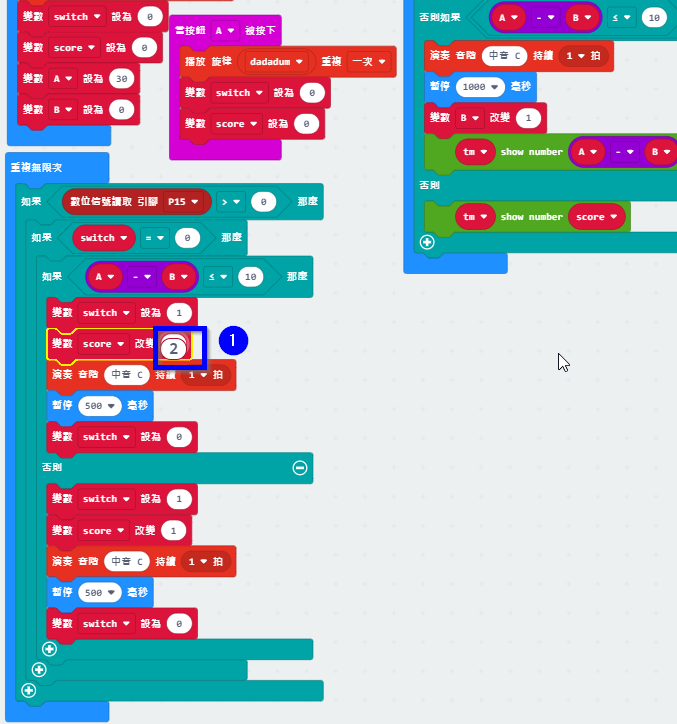 變數 switch 設為 0
變數 score 設為 0
變數 A 設為 30
變數 B 設為 0
當按鈕 A 被按下
播放 旋律 dadadum 重複 一次
變數 switch 設為 0
變數 score 設為 0
重複無限次
如果 數位信號讀取 引腳 P15 > 0 那麼
如果 switch = 0 那麼
如果 A - B ≤ 10 那麼
變數 switch 設為 1
變數 score 改變 2
1
演奏 音階 中音 C 持續 1 拍
暫停 500 毫秒
變數 switch 設為 0
否則
變數 switch 設為 1
變數 score 改變 1
演奏 音階 中音 C 持續 1 拍
暫停 500 毫秒
變數 switch 設為 0
否則如果 A - B ≤ 10
演奏 音階 中音 C 持續 1 拍
暫停 1000 毫秒
變數 B 改變 1
tm show number A - B
否則
tm show number score